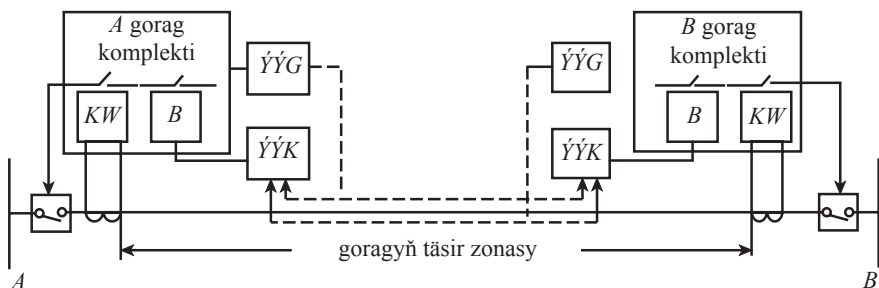 A gorag
komplekti
ÝÝG
ÝÝG
B gorag
komplekti
KW
B
ÝÝK
ÝÝK
B
KW
goragyň täsir zonasy
A
B